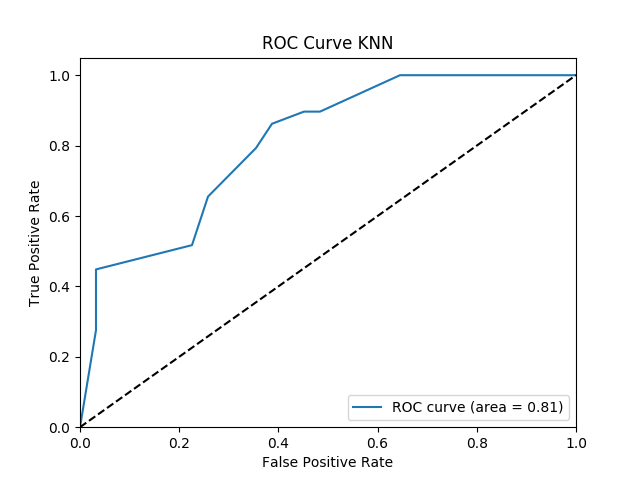 ROC Curve KNN
1.0
0.8
0.6
0.4
0.2
0.0
True Positive Rate
0.0 0.2 0.4 0.6 0.8 1.0
False Positive Rate
ROC curve (area = 0.81)